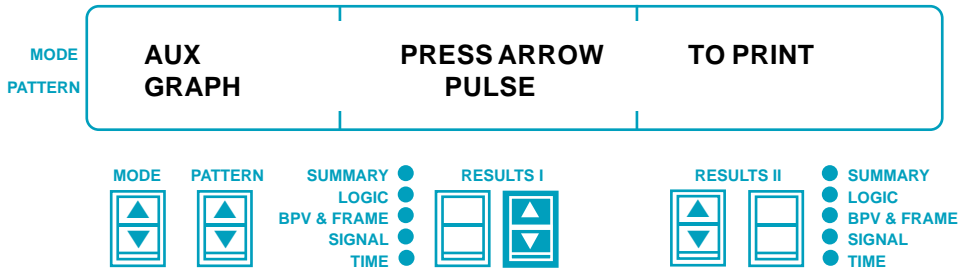 MODE AUX PRESS ARROW TO PRINT
PATTERN GRAPH PULSE
MODE PATTERN SUMMARY RESULTS I RESULTS II SUMMARY
LOGIC LOGIC
BPV & FRAME BPV & FRAME
SIGNAL SIGNAL
TIME TIME